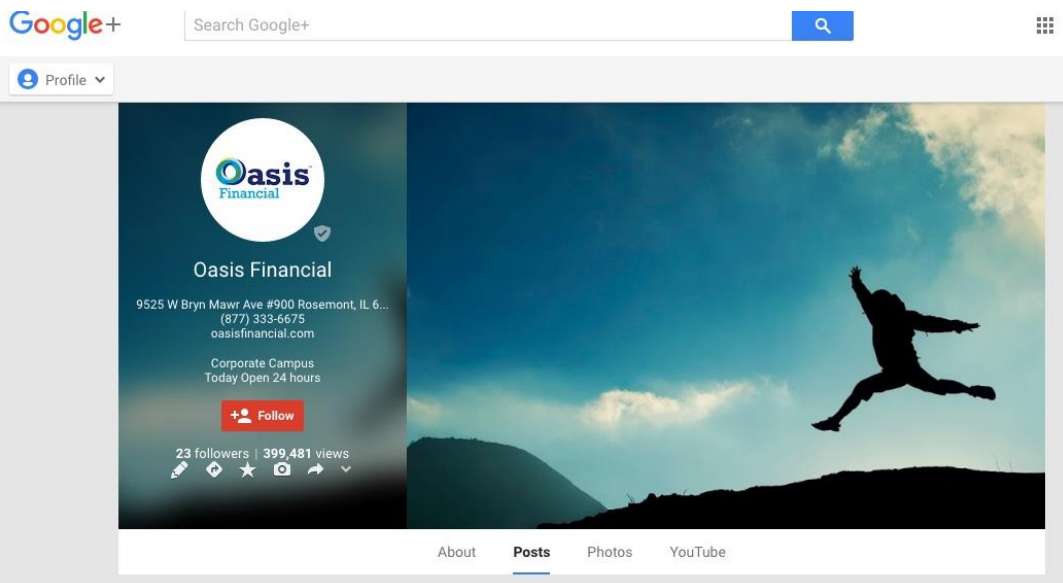 Google+
Search Google+
Profile
Oasis
Financial
Oasis Financial
9525 W Bryn Mawr Ave #900 Rosemont, IL 6...
(877) 333-6675
oasisfinancial.com
Corporate Campus
Today Open 24 hours
Follow
23 followers | 399,481 views
About Posts Photos YouTube